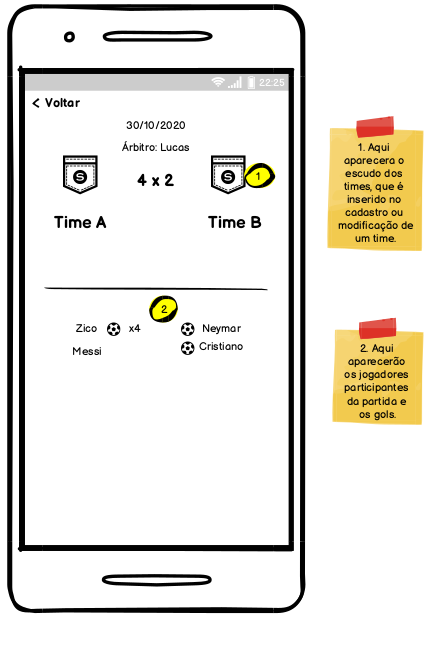 22:25
Voltar
30/10/2020
Árbitro: Lucas
S
4 x 2
S
1
Time A
Time B
2
Zico x4
Neymar
Messi
Cristiano
1. Aqui
aparecera o
escudo dos
times, que é
inserido no
cadastro ou
modificação de
um time.
2. Aqui
aparecerão
os jogadores
participantes
da partida e
os gols.